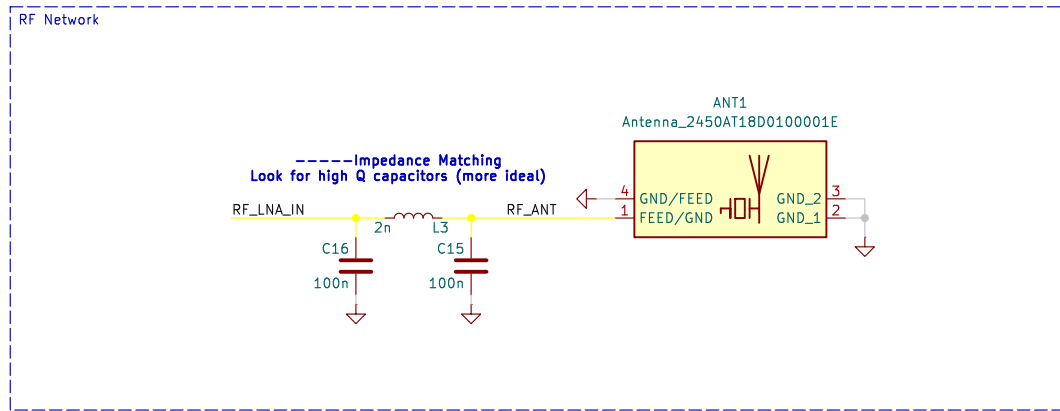 RF Network
ANT1
Antenna_2450AT18D0100001E
-----Impedance Matching
Look for high Q capacitors (more ideal)
4 GND/FEED GND_2 3
1 FEED/GND GND_1 2
RF_LNA_IN RF_ANT
2n L3
C16 C15
100n 100n